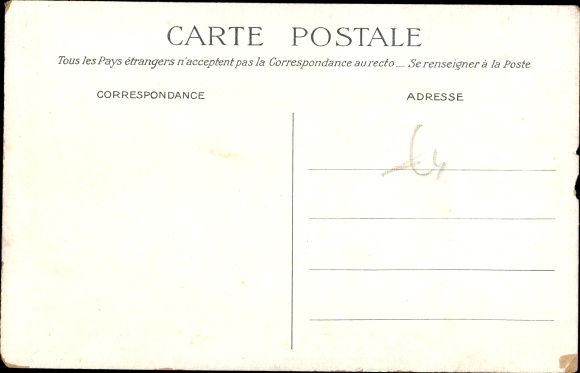 CARTE POSTALE
Tous les Pays étrangers n'acceptent pas la Correspondance au recto _ Se renseigner à la Poste
CORRESPONDANCE
ADRESSE